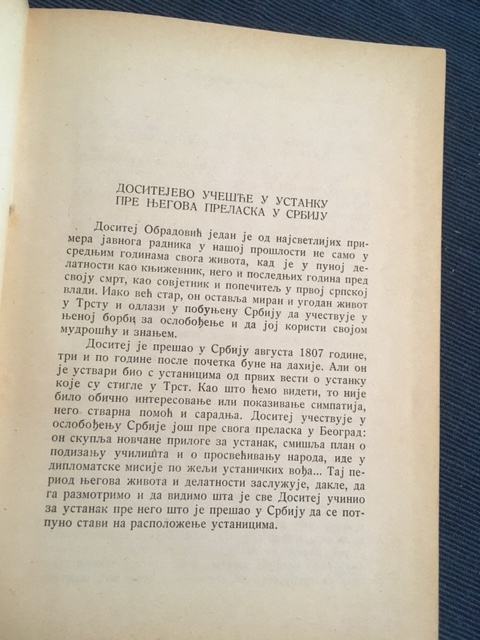 ДОСИТЕЈЕВО УЧЕШЋЕ У УСТАНКУ
ПРЕ ЊЕГОВА ПРЕЛАСКА У СРБИЈУ
Доситеј Обрадовић један је од најсветлијих при-
мера јавног радника у нашој прошлости не само у
средњим годинама свога живота, кад је у пуној де-
латности као књижевник, него и последњих година пред
своју смрт, као совјетник и попечитељ у првој српској
влади. Иако већ стар, он оставља миран и угодан живот
у Трсту и одлази у побуњену Србију да учествује у
њеној борби за ослобођење и да јој користи својом
мудрошћу и знањем.
Доситеј је прешао у Србију августа 1807 године,
три и по године после почетка буне на дахије. Али он
је уствари био с устаницима од првих вести о устанку
које су стигле у Трст. Као што ћемо видети, то није
било обично интересовање или показивање симпатија,
него стварна помоћ и сарадња. Доситеј учествује у
ослобођењу Србије још пре свога преласка у Београд:
он скупља новчане прилоге за устанак, смишља план о
подизању училишта и о просвећивању народа, иде у
дипломатске мисије по жељи устаничких вођа... Тај пе-
риод његова живота и делатности заслужује, дакле, да
га размотримо и да видимо шта је све Доситеј учинио
за устанак пре него што је прешао у Србију да се пот-
пуно стави на расположење устаницима.